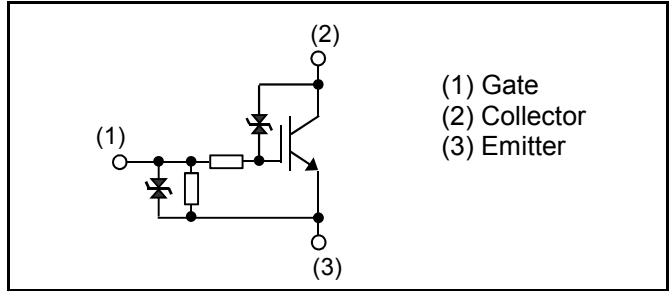 (2)
(1)
(3)
(1) Gate
(2) Collector
(3) Emitter